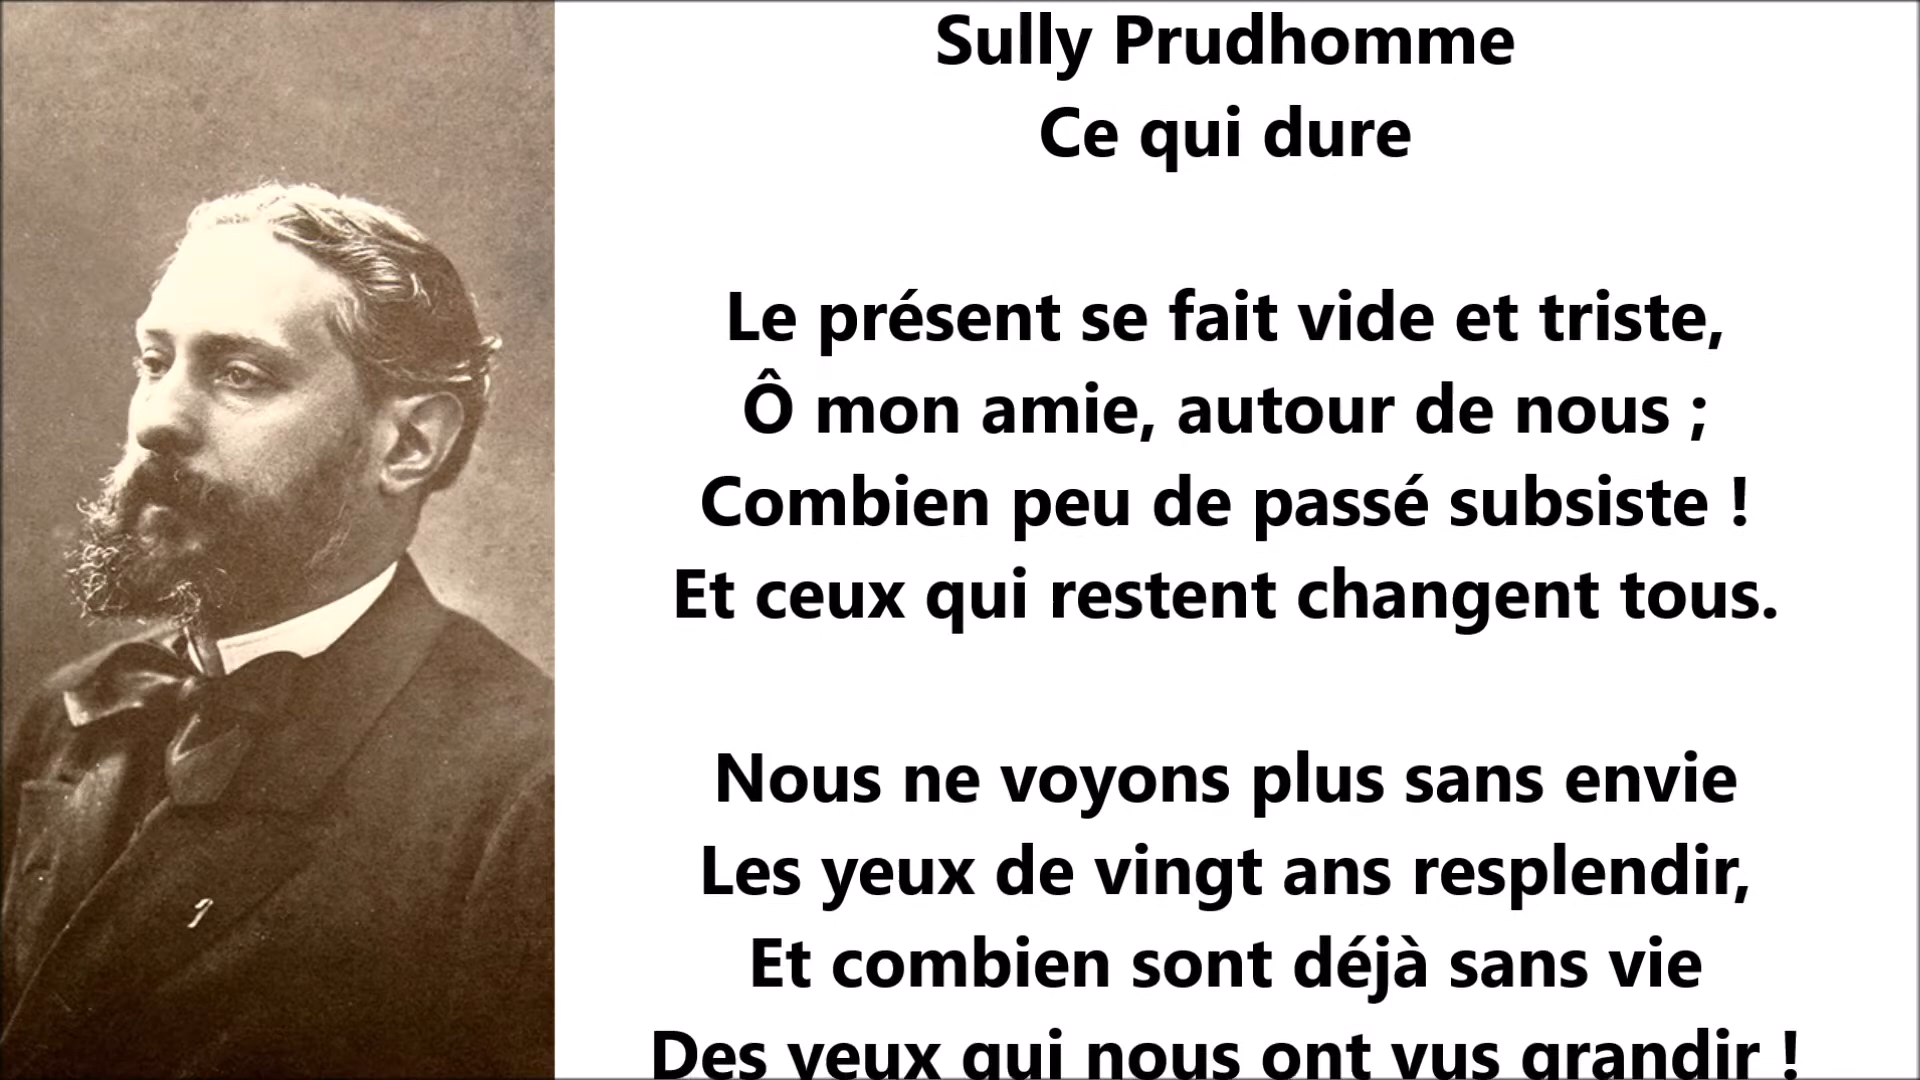 Sully Prudhomme
Ce qui dure
Le présent se fait vide et triste,
Ô mon amie, autour de nous ;
Combien peu de passé subsiste !
Et ceux qui restent changent tous.
Nous ne voyons plus sans envie
Les yeux de vingt ans resplendir,
Et combien sont déjà sans vie
Des yeux qui nous ont vus grandir !